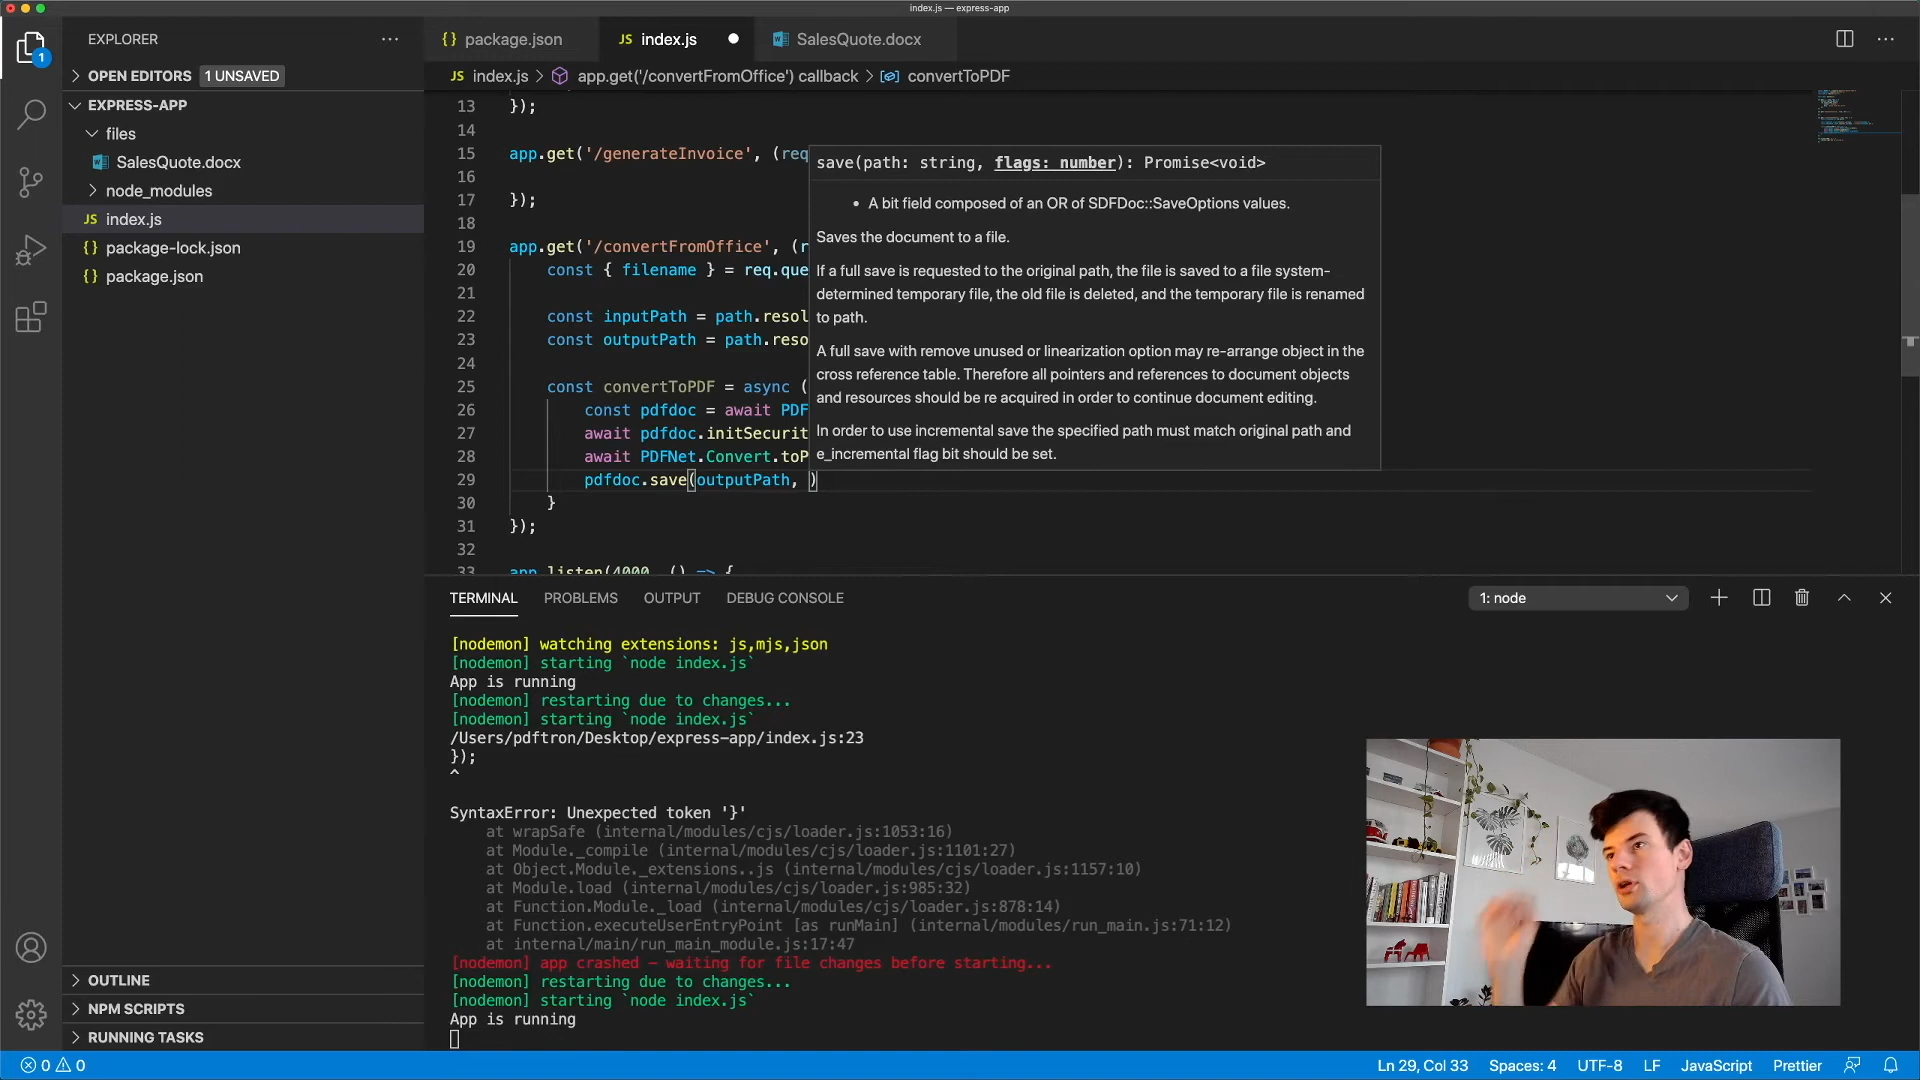 index.js — express-app
EXPLORER
package.json
JS index.js
SalesQuote.docx
OPEN EDITORS 1 UNSAVED
JS index.js > app.get('/convertFromOffice') callback > convertToPDF
EXPRESS-APP
files
SalesQuote.docx
node_modules
JS index.js
{} package-lock.json
{} package.json
1
13 });
14
15 app.get('/generateInvoice', (req
16
17 });
18
19 app.get('/convertFromOffice', (r
20 const { filename } = req.que
21
22 const inputPath = path.resol
23 const outputPath = path.reso
24
25 const convertToPDF = async (
26 const pdfdoc = await PDF
27 await pdfdoc.initSecurit
28 await PDFNet.Convert.toP
29 pdfdoc.save(outputPath, )
30 }
31 });
32
33 app.listen(4000, () => {
save(path: string, flags: number): Promise<void>
• A bit field composed of an OR of SDFDoc::SaveOptions values.
Saves the document to a file.
If a full save is requested to the original path, the file is saved to a file system-
determined temporary file, the old file is deleted, and the temporary file is renamed
to path.
A full save with remove unused or linearization option may re-arrange object in the
cross reference table. Therefore all pointers and references to document objects
and resources should be re acquired in order to continue document editing.
In order to use incremental save the specified path must match original path and
e_incremental flag bit should be set.
TERMINAL PROBLEMS OUTPUT DEBUG CONSOLE
1: node
[nodemon] watching extensions: js,mjs,json
[nodemon] starting `node index.js`
App is running
[nodemon] restarting due to changes...
[nodemon] starting `node index.js`
/Users/pdftron/Desktop/express-app/index.js:23
});
^
SyntaxError: Unexpected token '}'
at wrapSafe (internal/modules/cjs/loader.js:1053:16)
at Module._compile (internal/modules/cjs/loader.js:1101:27)
at Object.Module._extensions..js (internal/modules/cjs/loader.js:1157:10)
at Module.load (internal/modules/cjs/loader.js:985:32)
at Function.Module._load (internal/modules/cjs/loader.js:878:14)
at Function.executeUserEntryPoint [as runMain] (internal/modules/run_main.js:71:12)
at internal/main/run_main_module.js:17:47
[nodemon] app crashed – waiting for file changes before starting...
[nodemon] restarting due to changes...
[nodemon] starting `node index.js`
App is running
OUTLINE
NPM SCRIPTS
RUNNING TASKS
0 0
Ln 29, Col 33 Spaces: 4 UTF-8 LF JavaScript Prettier